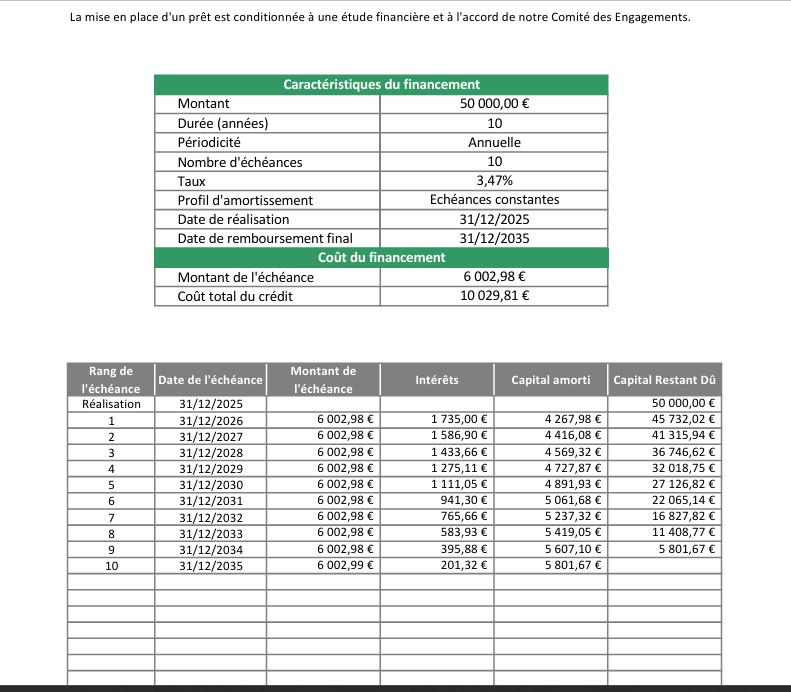 La mise en place d'un prêt est conditionnée à une étude financière et à l'accord de notre Comité des Engagements.
Caractéristiques du financement
Montant 50 000,00 €
Durée (années) 10
Périodicité Annuelle
Nombre d'échéances 10
Taux 3,47%
Profil d'amortissement Echéances constantes
Date de réalisation 31/12/2025
Date de remboursement final 31/12/2035
Coût du financement
Montant de l'échéance 6 002,98 €
Coût total du crédit 10 029,81 €
Rang de l'échéance Date de l'échéance Montant de l'échéance Intérêts Capital amorti Capital Restant Dû
Réalisation 31/12/2025 50 000,00 €
1 31/12/2026 6 002,98 € 1 735,00 € 4 267,98 € 45 732,02 €
2 31/12/2027 6 002,98 € 1 586,90 € 4 416,08 € 41 315,94 €
3 31/12/2028 6 002,98 € 1 433,66 € 4 569,32 € 36 746,62 €
4 31/12/2029 6 002,98 € 1 275,11 € 4 727,87 € 32 018,75 €
5 31/12/2030 6 002,98 € 1 111,05 € 4 891,93 € 27 126,82 €
6 31/12/2031 6 002,98 € 941,30 € 5 061,68 € 22 065,14 €
7 31/12/2032 6 002,98 € 765,66 € 5 237,32 € 16 827,82 €
8 31/12/2033 6 002,98 € 583,93 € 5 419,05 € 11 408,77 €
9 31/12/2034 6 002,98 € 395,88 € 5 607,10 € 5 801,67 €
10 31/12/2035 6 002,99 € 201,32 € 5 801,67 €